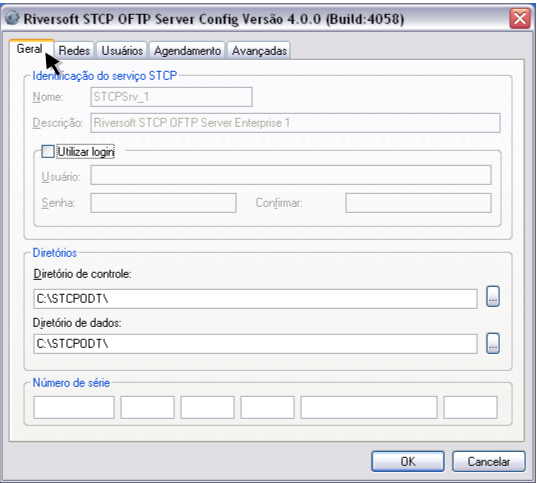 Riversoft STCP OFTP Server Config Versão 4.0.0 (Build:4058)
Geral Redes Usuários Agendamento Avançadas
Identificação do serviço STCP
Nome: STCPSrv_1
Descrição: Riversoft STCP OFTP Server Enterprise 1
Utilizar login
Usuário:
Senha: Confirmar:
Diretórios
Diretório de controle:
C:\STCPODT\
...
Diretório de dados:
C:\STCPODT\
...
Número de série
OK Cancelar